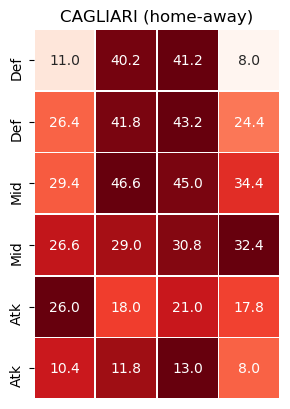 CAGLIARI (home-away)
Def 11.0 40.2 41.2 8.0
Def 26.4 41.8 43.2 24.4
Mid 29.4 46.6 45.0 34.4
Mid 26.6 29.0 30.8 32.4
Atk 26.0 18.0 21.0 17.8
Atk 10.4 11.8 13.0 8.0